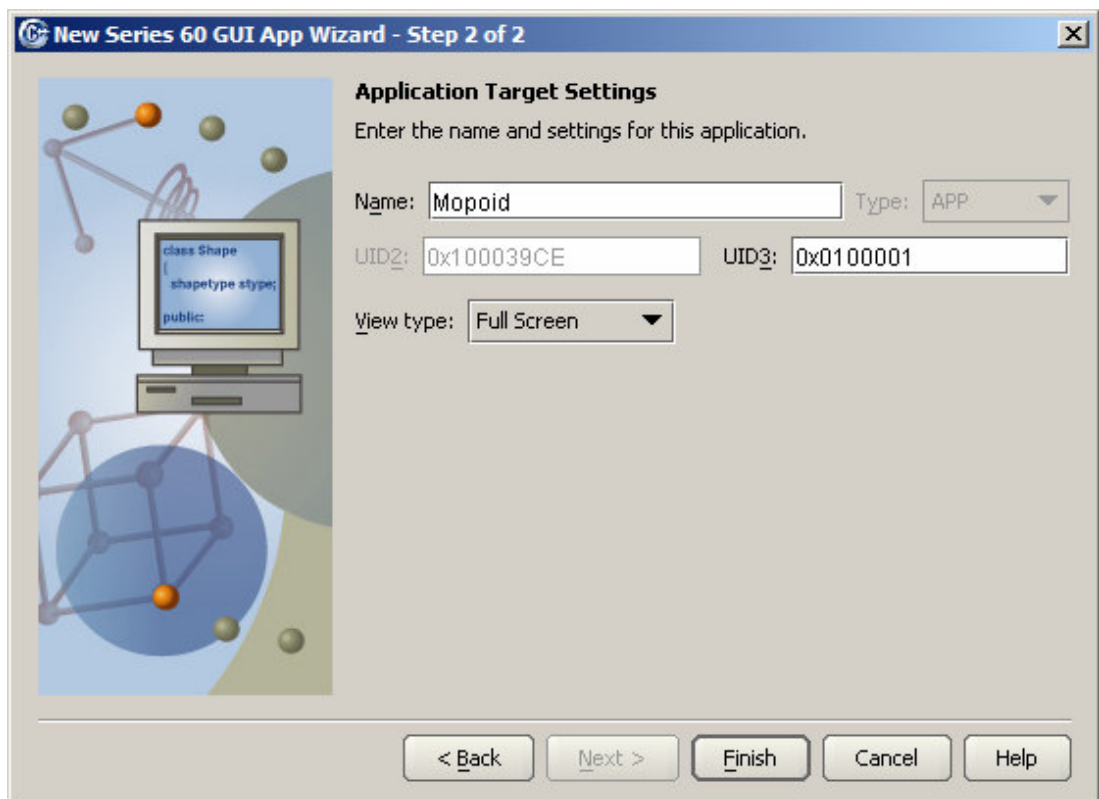 New Series 60 GUI App Wizard - Step 2 of 2
Application Target Settings
Enter the name and settings for this application.
Name: Mopoid Type: APP
UID2: 0x100039CE UID3: 0x0100001
View type: Full Screen
class Shape
{
shapetype stype;
public:
< Back Next > Finish Cancel Help